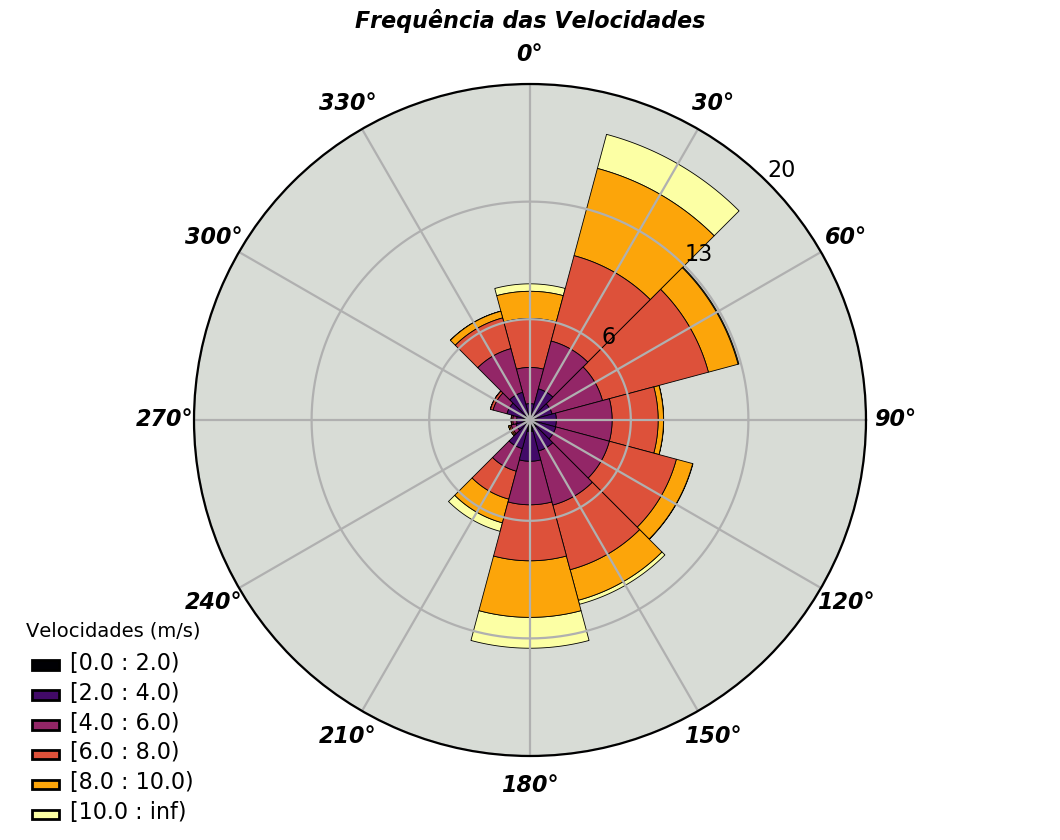 Frequência das Velocidades
0°
330°
30°
20
300°
60°
13
6
270°
90°
240°
120°
210°
150°
180°
Velocidades (m/s)
[0.0 : 2.0)
[2.0 : 4.0)
[4.0 : 6.0)
[6.0 : 8.0)
[8.0 : 10.0)
[10.0 : inf)